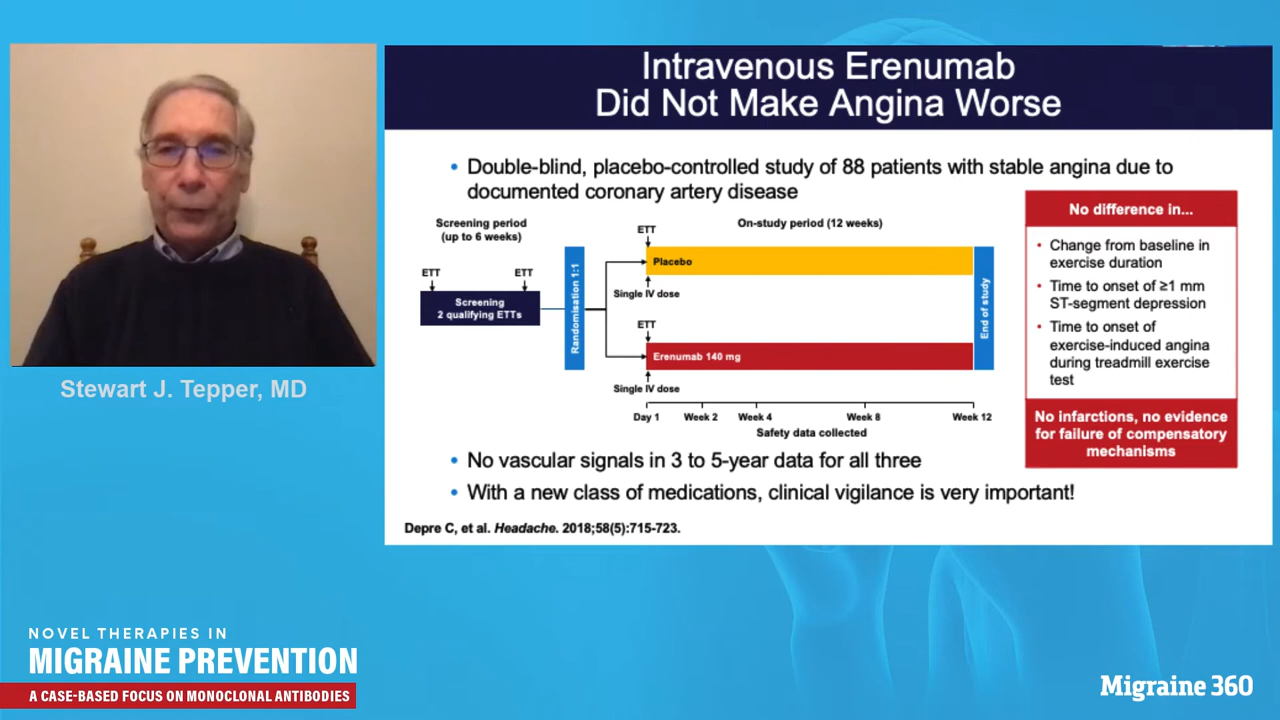 Intravenous Erenumab
Did Not Make Angina Worse
• Double-blind, placebo-controlled study of 88 patients with stable angina due to
documented coronary artery disease
Screening period
(up to 6 weeks)
ETT
ETT
Screening
2 qualifying ETTs
Randomisation 1:1
On-study period (12 weeks)
ETT
Placebo
Single IV dose
ETT
Erenumab 140 mg
Single IV dose
End of study
Day 1
Week 2
Week 4
Week 8
Week 12
Safety data collected
No difference in...
• Change from baseline in
exercise duration
• Time to onset of ≥1 mm
ST-segment depression
• Time to onset of
exercise-induced angina
during treadmill exercise
test
No infarctions, no evidence
for failure of compensatory
mechanisms
• No vascular signals in 3 to 5-year data for all three
• With a new class of medications, clinical vigilance is very important!
Depre C, et al. Headache. 2018;58(5):715-723.
Stewart J. Tepper, MD
NOVEL THERAPIES IN
MIGRAINE PREVENTION
A CASE-BASED FOCUS ON MONOCLONAL ANTIBODIES
Migraine 360